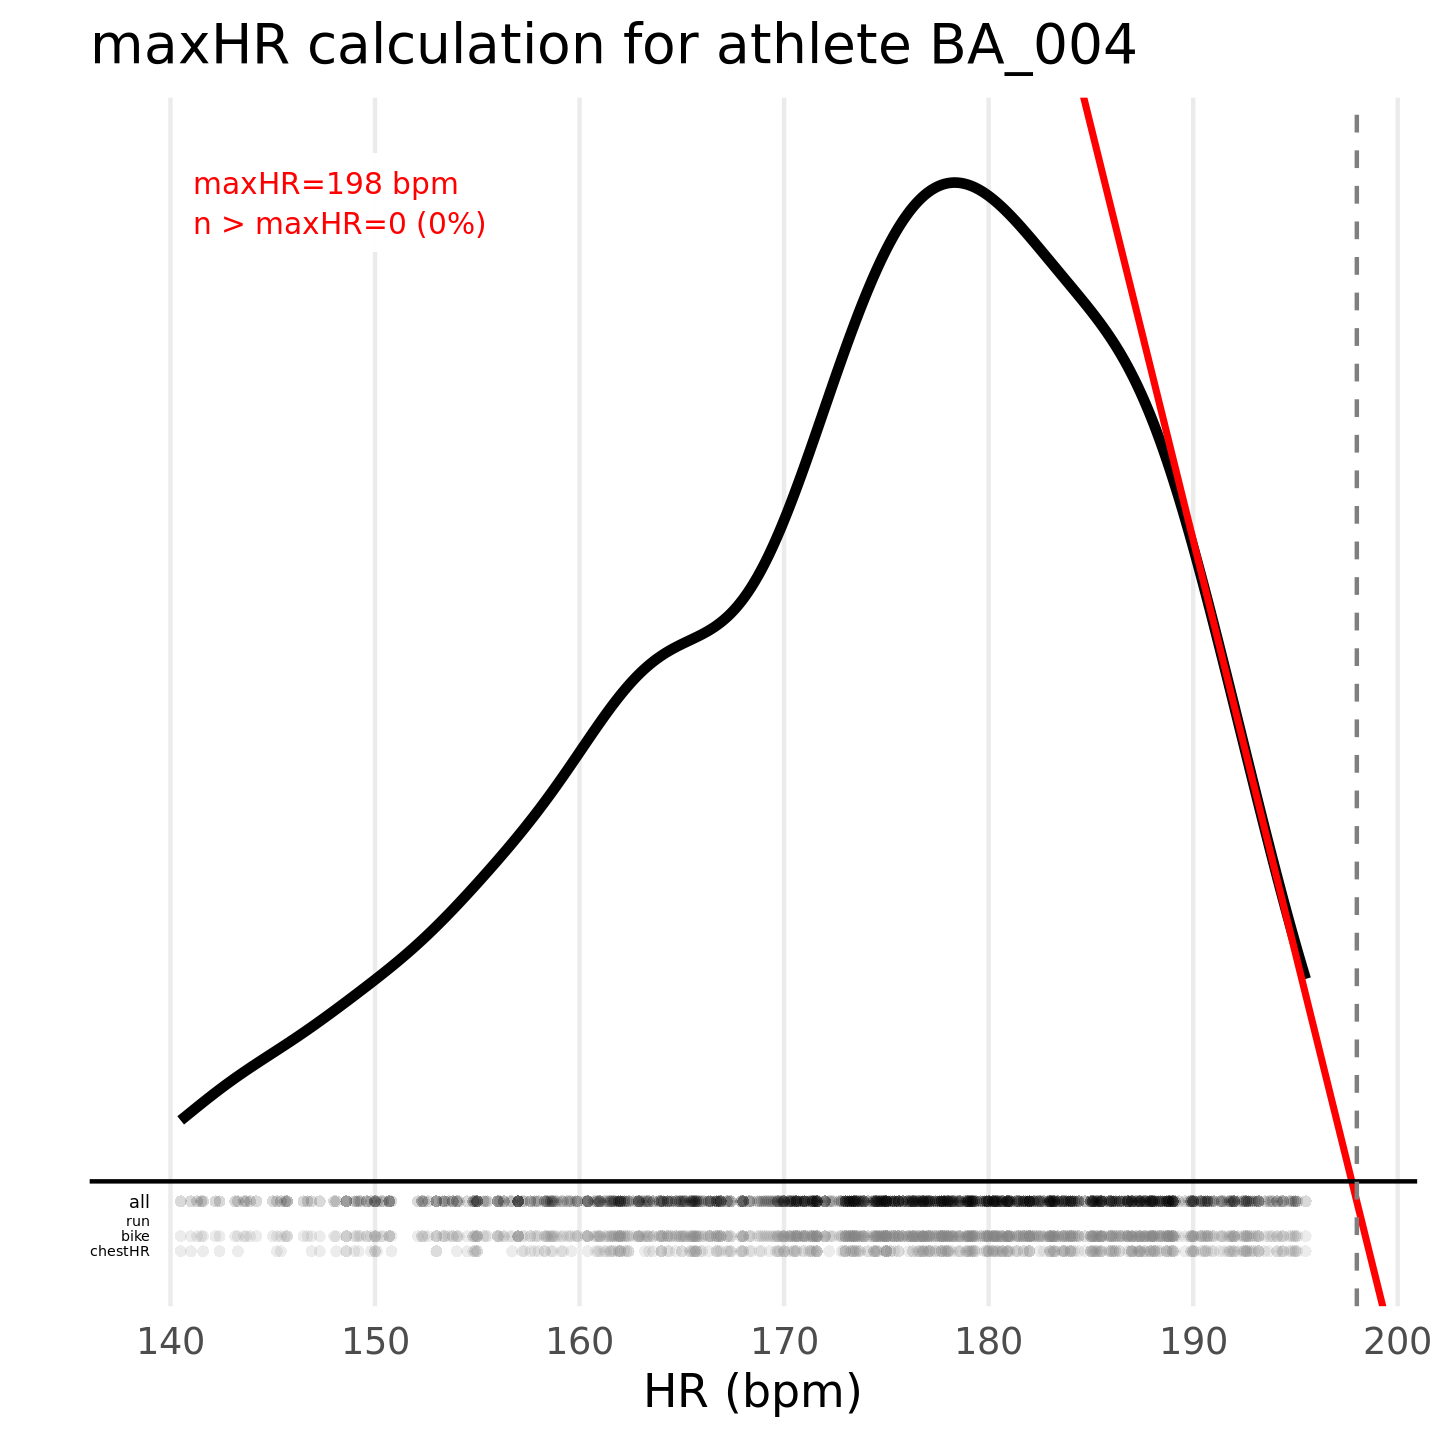 maxHR calculation for athlete BA_004
maxHR=198 bpm
n > maxHR=0 (0%)
all
run
bike
chestHR
140 150 160 170 180 190 200
HR (bpm)